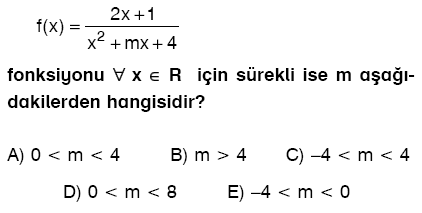 f(x) = (2x+1)/(x² + mx + 4)
fonksiyonu ∀ x ∈ R için sürekli ise m aşağı-
dakilerden hangisidir?
A) 0 < m < 4 B) m > 4 C) –4 < m < 4
D) 0 < m < 8 E) –4 < m < 0